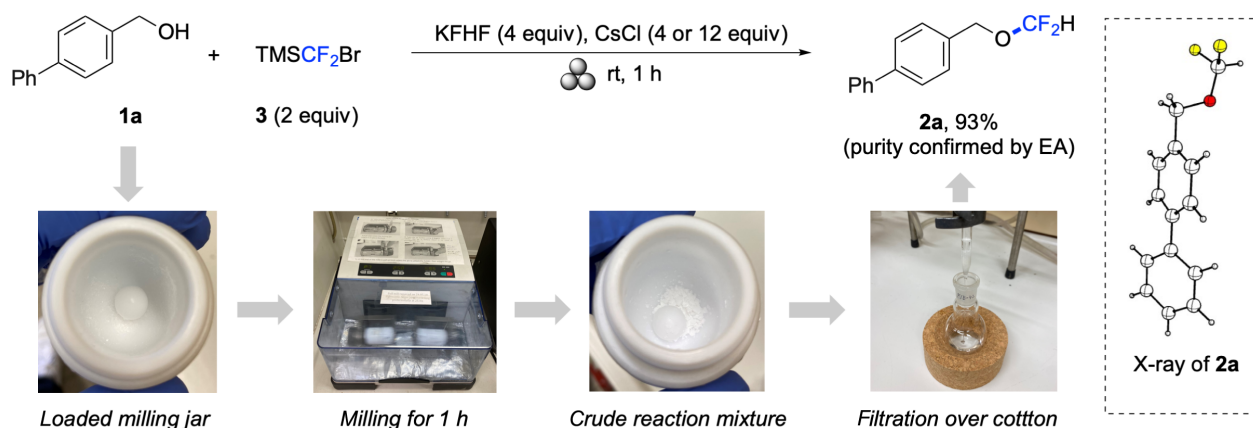 KFHF (4 equiv), CsCl (4 or 12 equiv)
rt, 1 h
OH
+
TMSCF2Br
Ph
1a
3 (2 equiv)
O
CF2H
Ph
2a, 93%
(purity confirmed by EA)
X-ray of 2a
Loaded milling jar
Milling for 1 h
Crude reaction mixture
Filtration over cottton